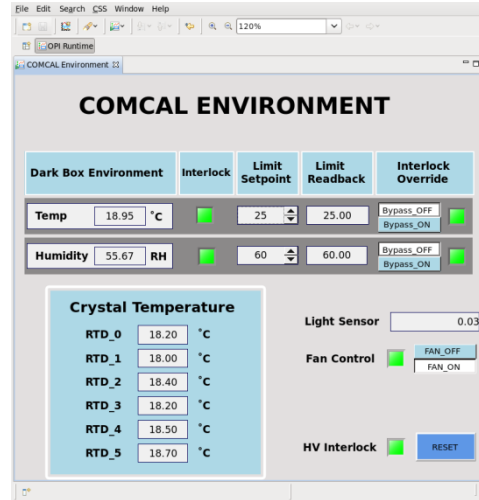 File Edit Search CSS Window Help
120%
OPI Runtime
COMCAL Environment
COMCAL ENVIRONMENT
Dark Box Environment Interlock Limit Setpoint Limit Readback Interlock Override
Temp 18.95 °C 25 25.00 Bypass_OFF
Bypass_ON
Humidity 55.67 RH 60 60.00 Bypass_OFF
Bypass_ON
Crystal Temperature
RTD_0 18.20 °C
RTD_1 18.00 °C
RTD_2 18.40 °C
RTD_3 18.20 °C
RTD_4 18.50 °C
RTD_5 18.70 °C
Light Sensor 0.03
Fan Control FAN_OFF
FAN_ON
HV Interlock RESET